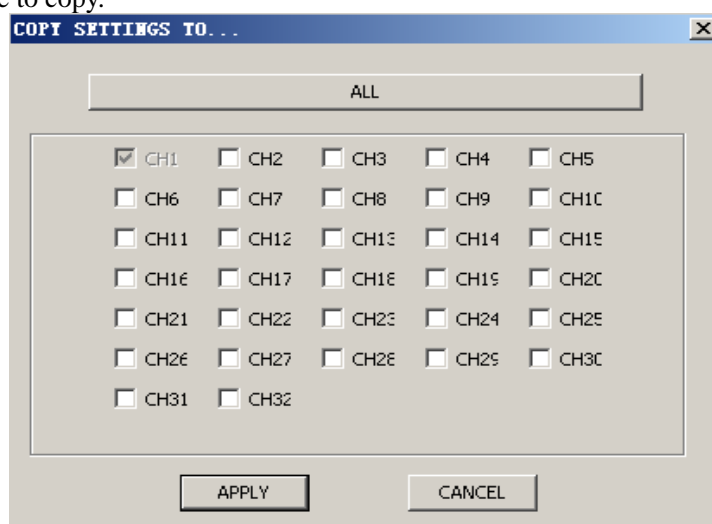 e to copy.
COPY SETTINGS TO...
ALL
CH1 CH2 CH3 CH4 CH5
CH6 CH7 CH8 CH9 CH10
CH11 CH12 CH13 CH14 CH15
CH16 CH17 CH18 CH19 CH20
CH21 CH22 CH23 CH24 CH25
CH26 CH27 CH28 CH29 CH30
CH31 CH32
APPLY CANCEL